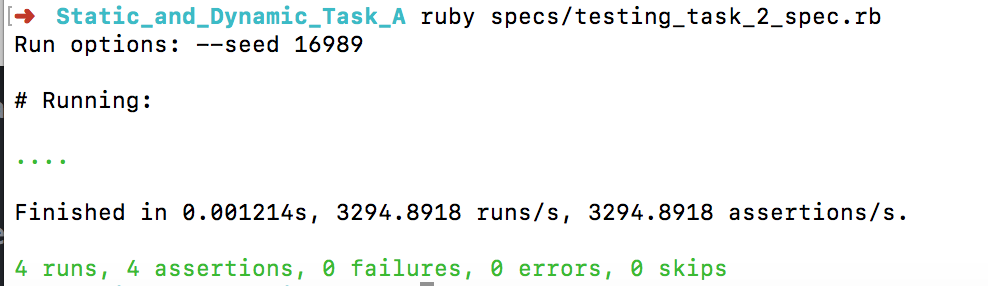 [➜ Static_and_Dynamic_Task_A ruby specs/testing_task_2_spec.rb
Run options: --seed 16989
# Running:
....
Finished in 0.001214s, 3294.8918 runs/s, 3294.8918 assertions/s.
4 runs, 4 assertions, 0 failures, 0 errors, 0 skips